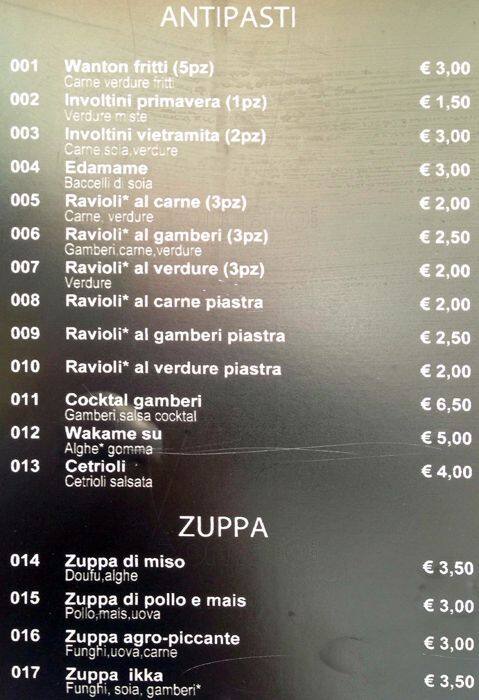 ANTIPASTI
001 Wanton fritti (5pz) € 3,00
Carne verdure fritti
002 Involtini primavera (1pz) € 1,50
Verdure miste
003 Involtini vietramita (2pz) € 3,00
Carne,soia,verdure
004 Edamame € 3,00
Baccelli di soia
005 Ravioli* al carne (3pz) € 2,00
Carne, verdure
006 Ravioli* al gamberi (3pz) € 2,50
Gamberi,carne,verdure
007 Ravioli* al verdure (3pz) € 2,00
Verdure
008 Ravioli* al carne piastra € 2,00
009 Ravioli* al gamberi piastra € 2,50
010 Ravioli* al verdure piastra € 2,00
011 Cocktal gamberi € 6,50
Gamberi,salsa cocktal
012 Wakame su € 5,00
Alghe* gomma
013 Cetrioli € 4,00
Cetrioli salsata
ZUPPA
014 Zuppa di miso € 3,50
Doufu,alghe
015 Zuppa di pollo e mais € 3,00
Pollo,mais,uova
016 Zuppa agro-piccante € 3,00
Funghi,uova,carne
017 Zuppa ikka € 3,50
Funghi, soia, gamberi*